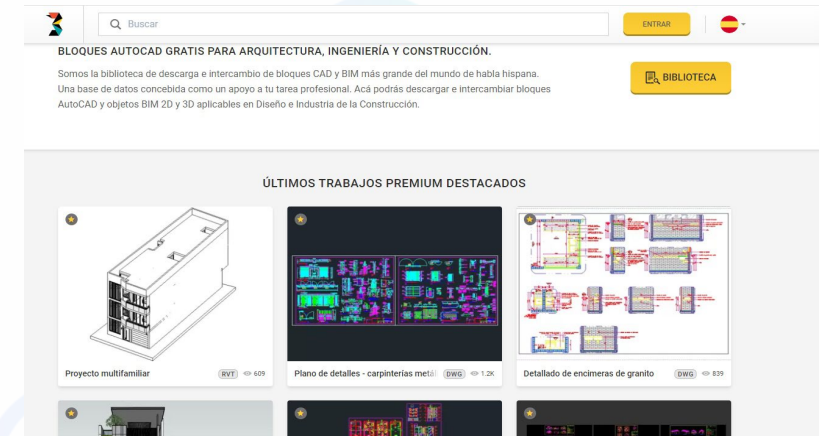 Buscar
ENTRAR
BLOQUES AUTOCAD GRATIS PARA ARQUITECTURA, INGENIERÍA Y CONSTRUCCIÓN.
Somos la biblioteca de descarga e intercambio de bloques CAD y BIM más grande del mundo de habla hispana.
Una base de datos concebida como un apoyo a tu tarea profesional. Acá podrás descargar e intercambiar bloques
AutoCAD y objetos BIM 2D y 3D aplicables en Diseño e Industria de la Construcción.
BIBLIOTECA
ÚLTIMOS TRABAJOS PREMIUM DESTACADOS
Proyecto multifamiliar RVT 609
Plano de detalles - carpinterías metá DWG 1.2K
Detallado de encimeras de granito DWG 839